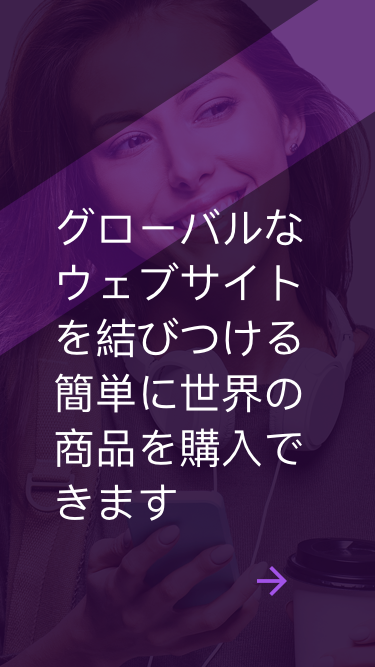 グローバルな
ウェブサイト
を結びつける
簡単に世界の
商品を購入で
きます